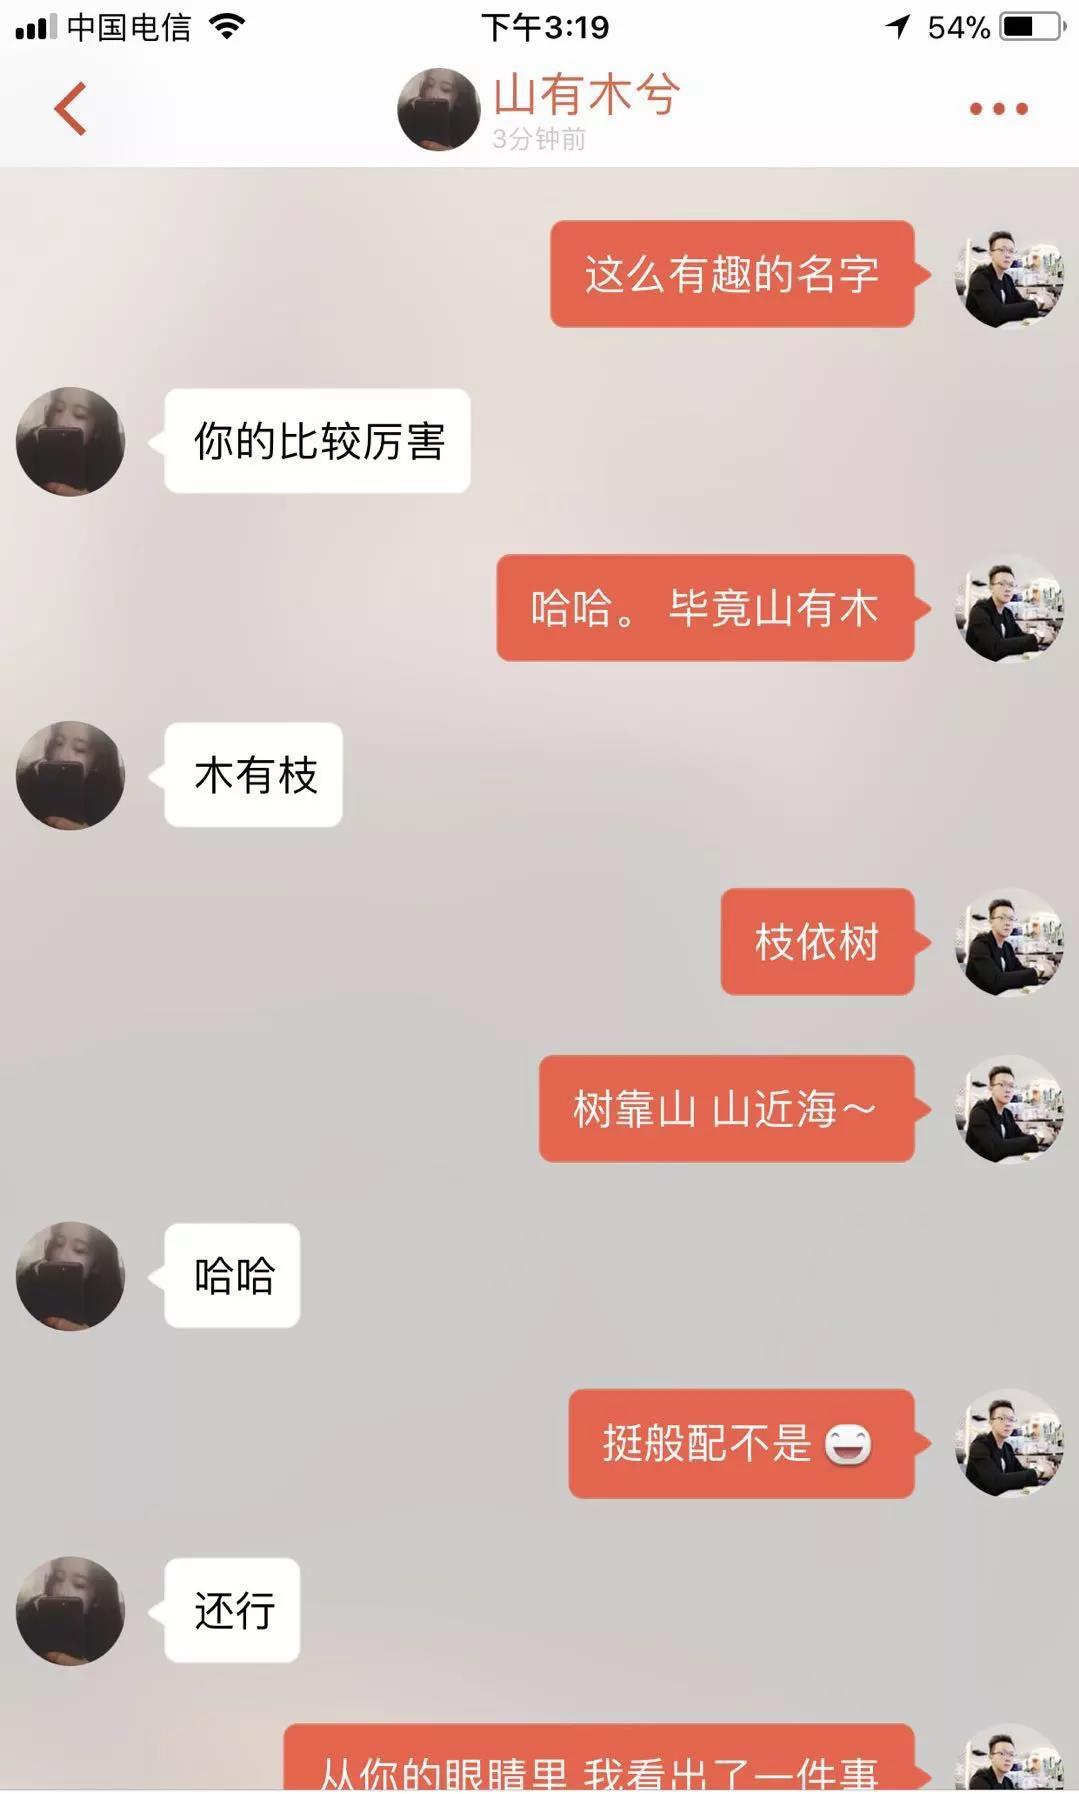 中国电信 下午3:19 54%
山有木兮
3分钟前
这么有趣的名字
你的比较厉害
哈哈。 毕竟山有木
木有枝
枝依树
树靠山 山近海～
哈哈
挺般配不是😄
还行
从你的眼睛里 我看出了一件事